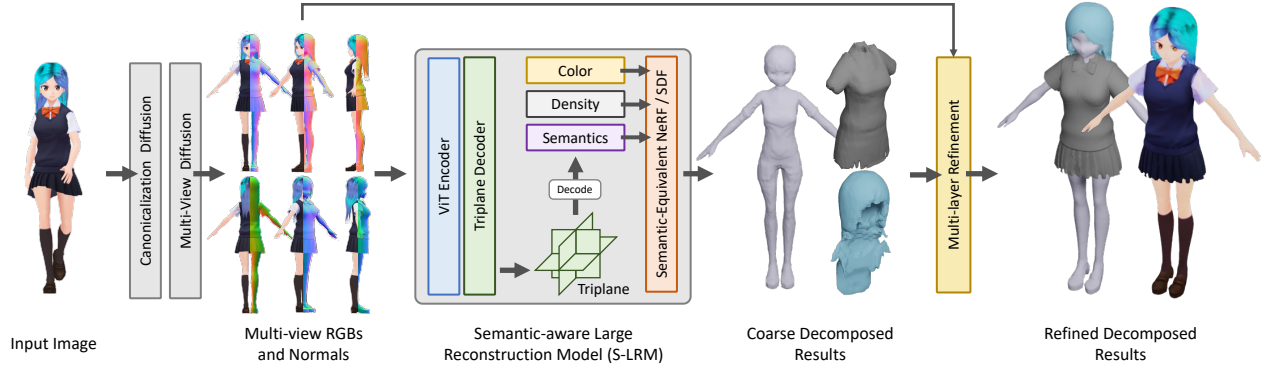 Canonicalization Diffusion
Multi-View Diffusion
ViT Encoder
Triplane Decoder
Color
Density
Semantics
Decode
Triplane
Semantic-Equivalent NeRF / SDF
Multi-layer Refinement
Input Image
Multi-view RGBs
and Normals
Semantic-aware Large
Reconstruction Model (S-LRM)
Coarse Decomposed
Results
Refined Decomposed
Results